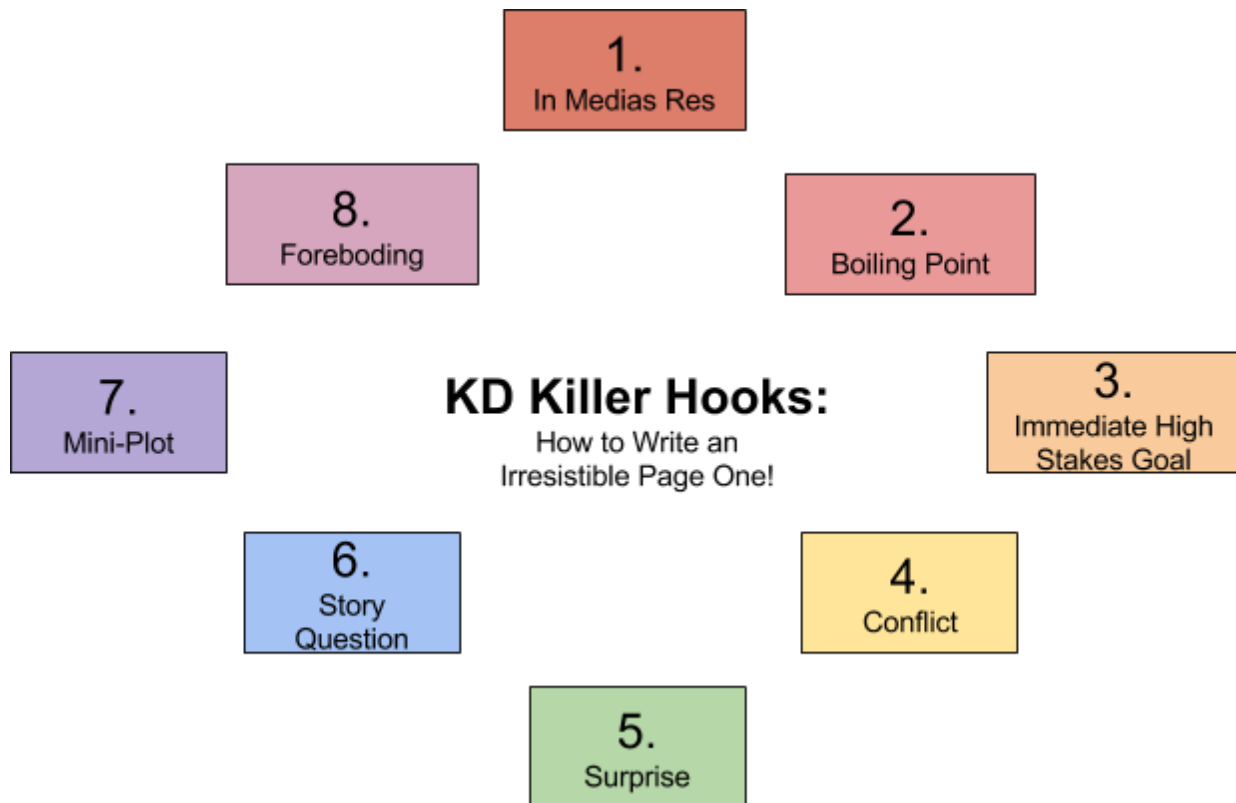 KD Killer Hooks:
How to Write an
Irresistible Page One!
1.
In Medias Res
2.
Boiling Point
3.
Immediate High
Stakes Goal
4.
Conflict
5.
Surprise
6.
Story
Question
7.
Mini-Plot
8.
Foreboding